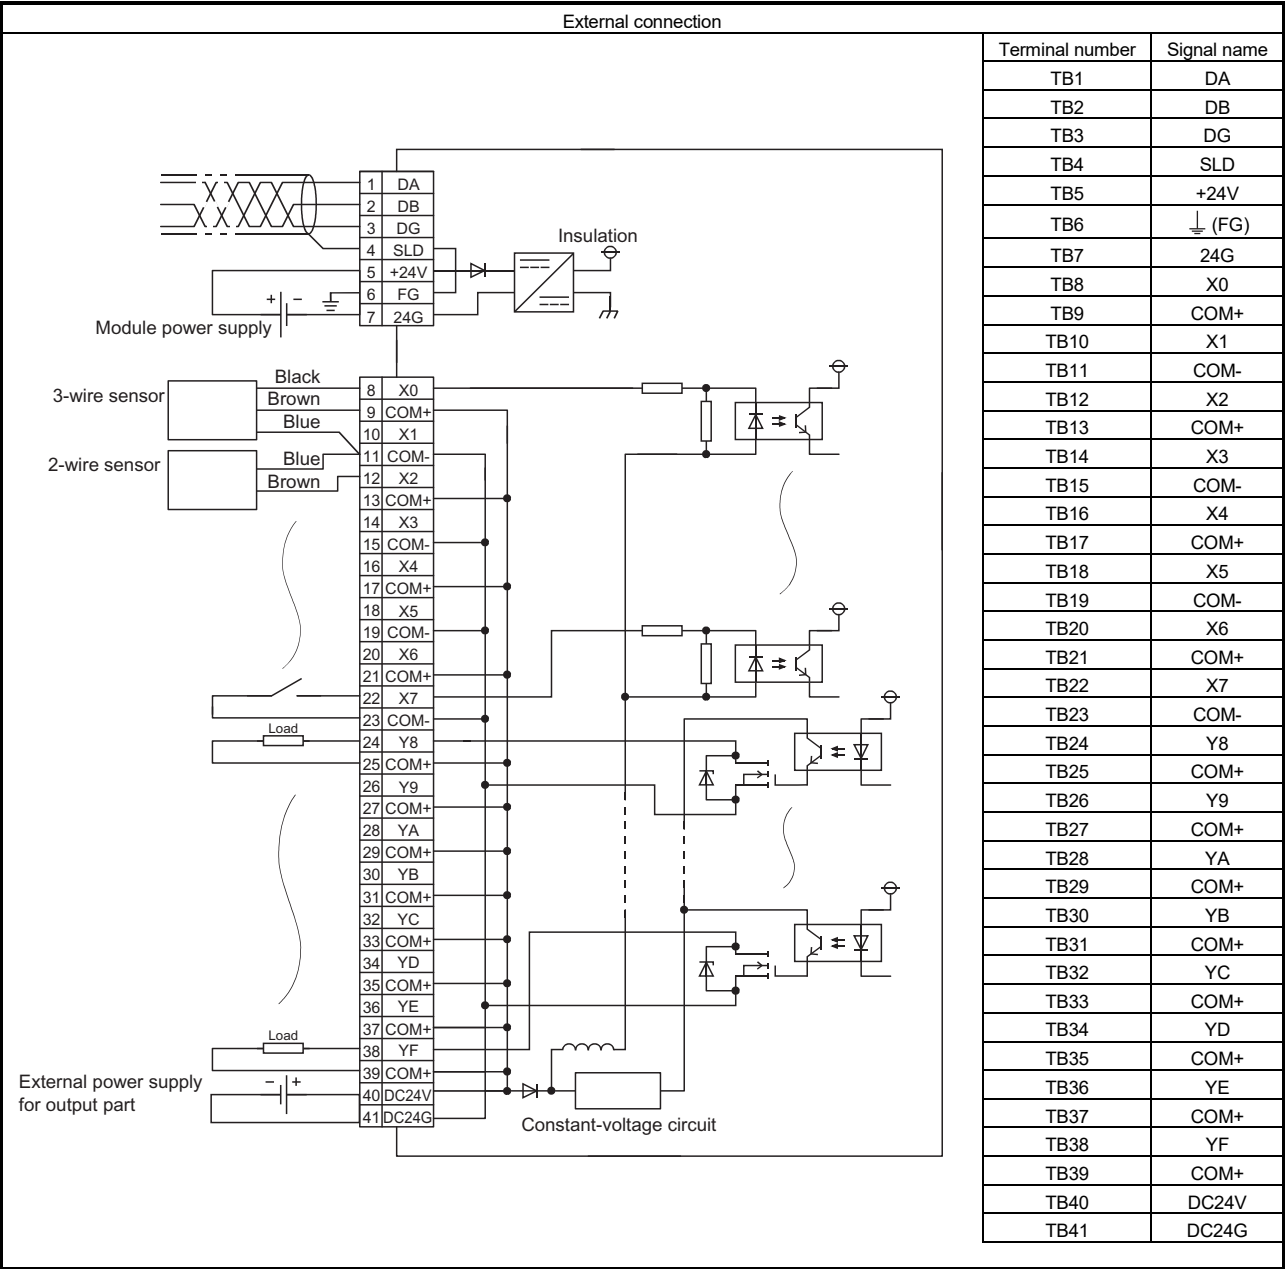 External connection
1 DA
2 DB
3 DG
4 SLD
5 +24V
6 FG
7 24G
Insulation
+ −
Module power supply
3-wire sensor
Black
Brown
Blue
2-wire sensor
Blue
Brown
8 X0
9 COM+
10 X1
11 COM-
12 X2
13 COM+
14 X3
15 COM-
16 X4
17 COM+
18 X5
19 COM-
20 X6
21 COM+
22 X7
23 COM-
Load
24 Y8
25 COM+
26 Y9
27 COM+
28 YA
29 COM+
30 YB
31 COM+
32 YC
33 COM+
34 YD
35 COM+
36 YE
37 COM+
Load
38 YF
39 COM+
40 DC24V
41 DC24G
External power supply
for output part
− +
Constant-voltage circuit
Terminal number Signal name
TB1 DA
TB2 DB
TB3 DG
TB4 SLD
TB5 +24V
TB6 (FG)
TB7 24G
TB8 X0
TB9 COM+
TB10 X1
TB11 COM-
TB12 X2
TB13 COM+
TB14 X3
TB15 COM-
TB16 X4
TB17 COM+
TB18 X5
TB19 COM-
TB20 X6
TB21 COM+
TB22 X7
TB23 COM-
TB24 Y8
TB25 COM+
TB26 Y9
TB27 COM+
TB28 YA
TB29 COM+
TB30 YB
TB31 COM+
TB32 YC
TB33 COM+
TB34 YD
TB35 COM+
TB36 YE
TB37 COM+
TB38 YF
TB39 COM+
TB40 DC24V
TB41 DC24G